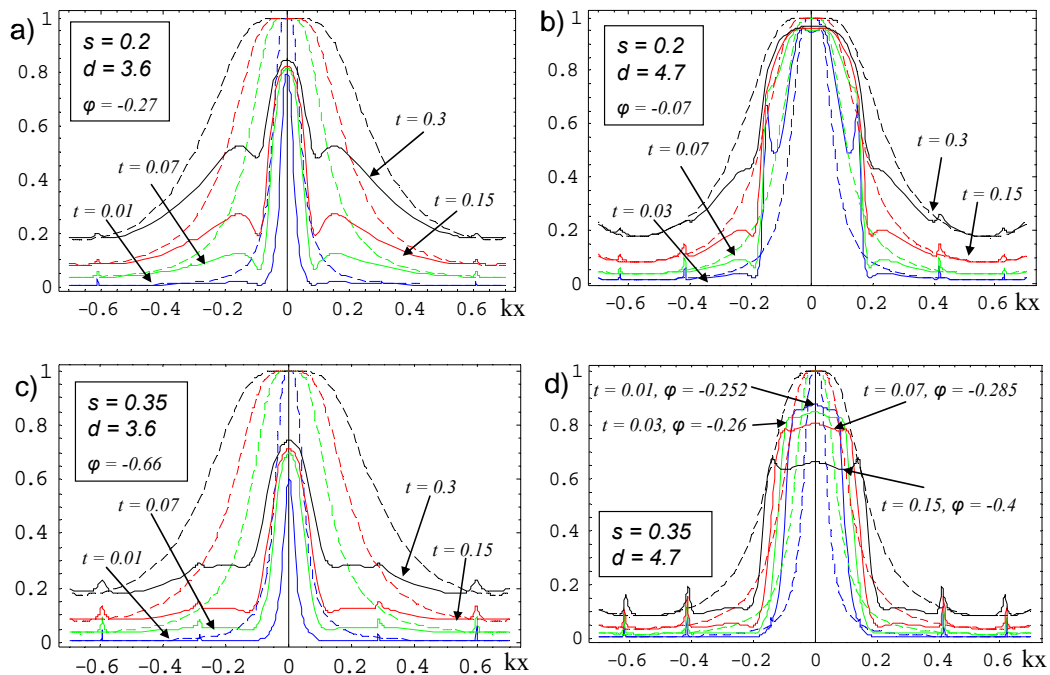 a)
s = 0.2
d = 3.6
φ = -0.27
t = 0.3
t = 0.07
t = 0.15
t = 0.01
1
0.8
0.6
0.4
0.2
0
-0.6 -0.4 -0.2 0 0.2 0.4 0.6 kx
b)
s = 0.2
d = 4.7
φ = -0.07
t = 0.3
t = 0.07
t = 0.15
t = 0.03
1
0.8
0.6
0.4
0.2
0
-0.6 -0.4 -0.2 0 0.2 0.4 0.6 kx
c)
s = 0.35
d = 3.6
φ = -0.66
t = 0.07
t = 0.3
t = 0.01
t = 0.15
1
0.8
0.6
0.4
0.2
0
-0.6 -0.4 -0.2 0 0.2 0.4 0.6 kx
d)
t = 0.01, φ = -0.252
t = 0.07, φ = -0.285
t = 0.03, φ = -0.26
t = 0.15, φ = -0.4
s = 0.35
d = 4.7
1
0.8
0.6
0.4
0.2
0
-0.6 -0.4 -0.2 0 0.2 0.4 0.6 kx